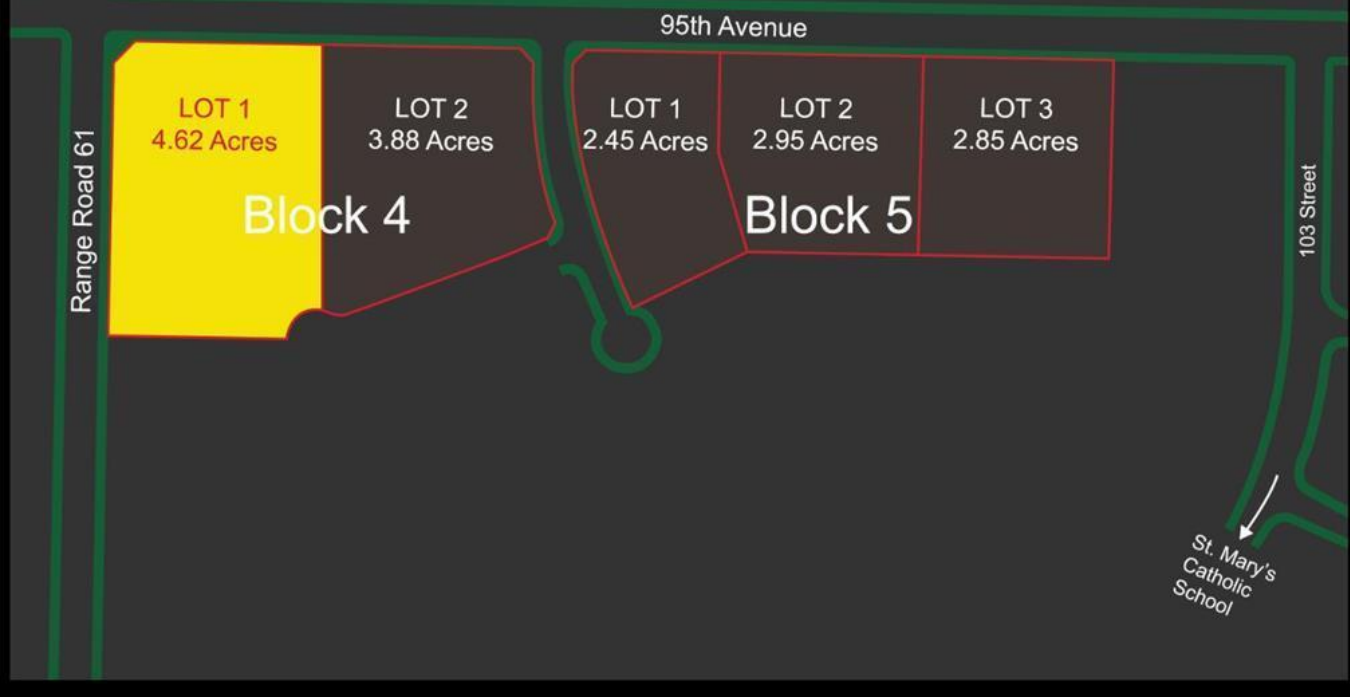 95th Avenue
LOT 1
4.62 Acres
LOT 2
3.88 Acres
LOT 1
2.45 Acres
LOT 2
2.95 Acres
LOT 3
2.85 Acres
Block 4
Block 5
Range Road 61
103 Street
St. Mary's
Catholic
School